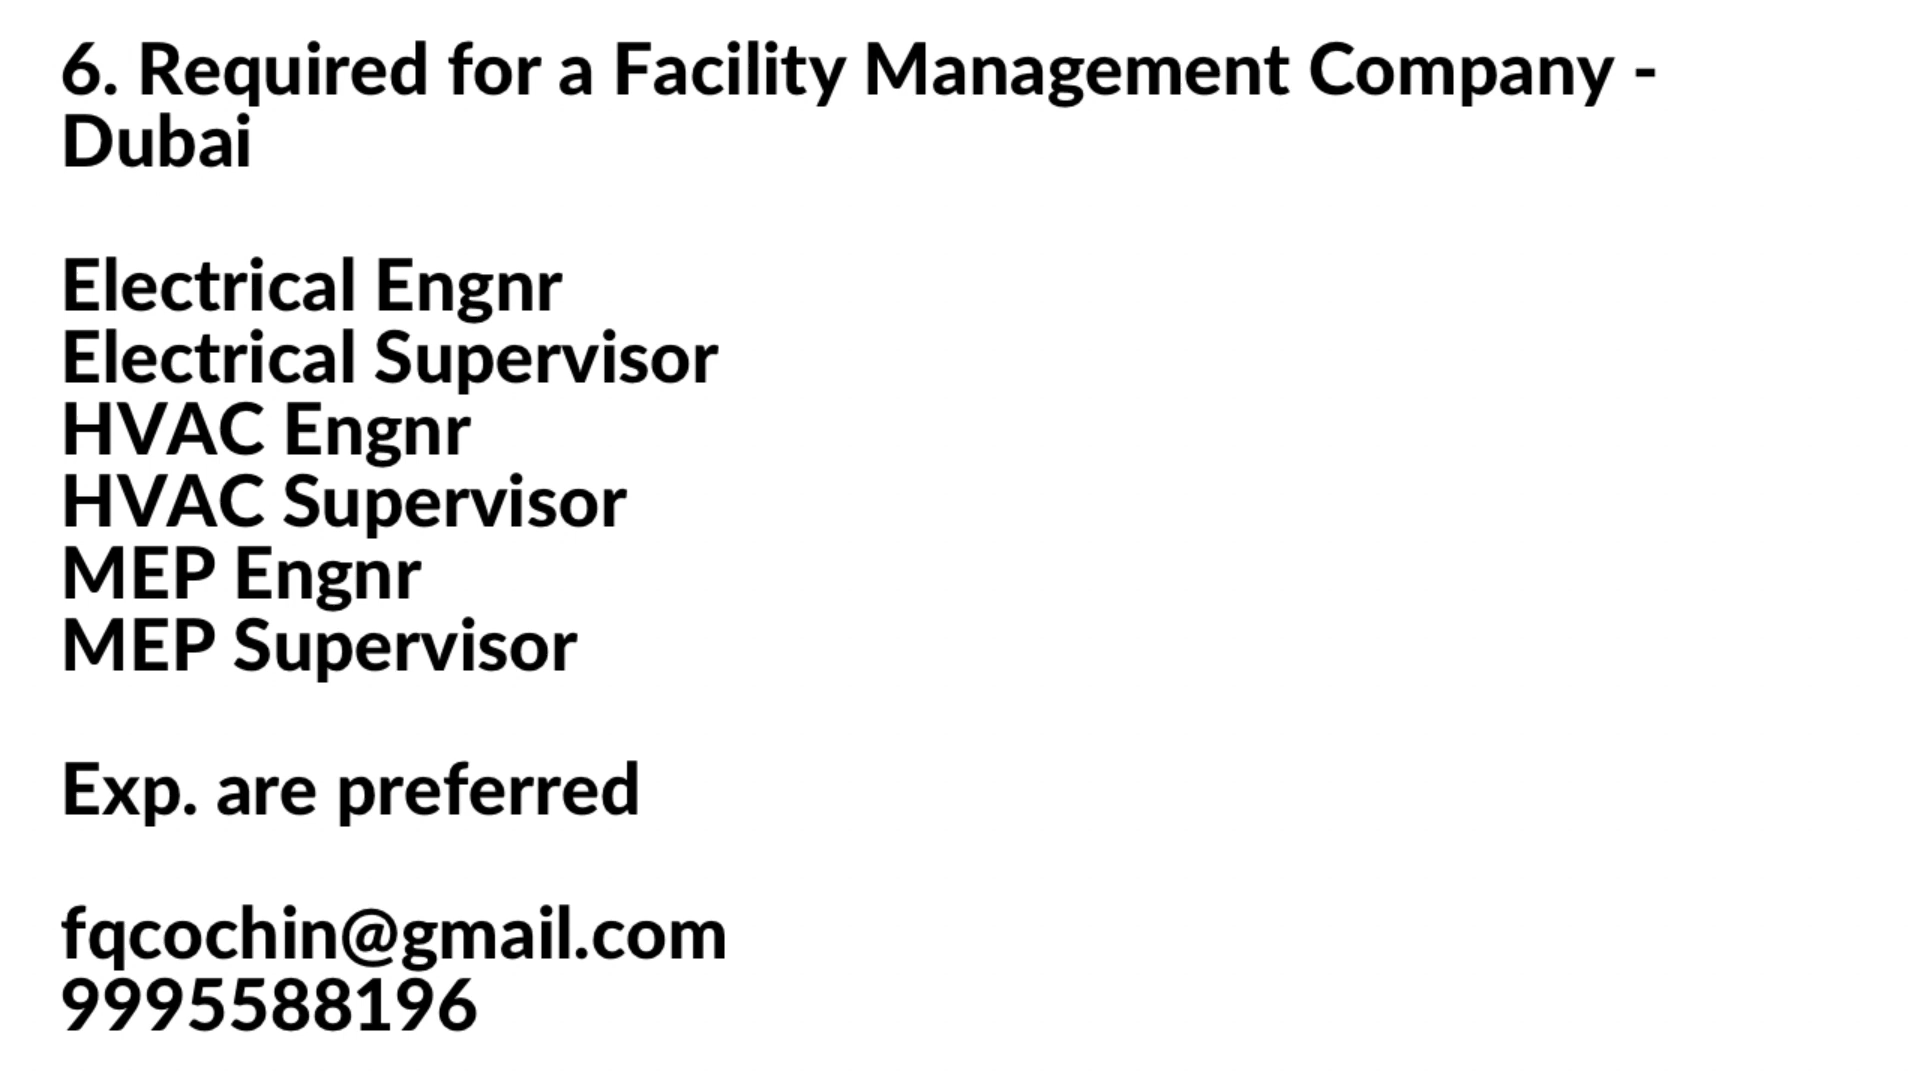 6. Required for a Facility Management Company -
Dubai
Electrical Engnr
Electrical Supervisor
HVAC Engnr
HVAC Supervisor
MEP Engnr
MEP Supervisor
Exp. are preferred
fqcochin@gmail.com
9995588196